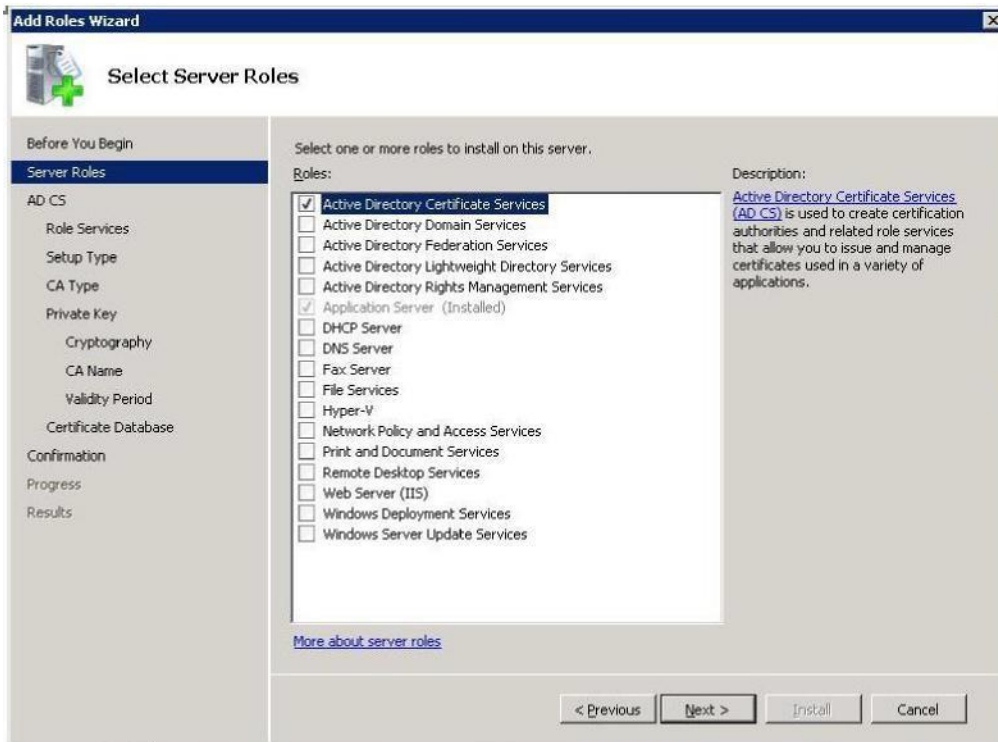 Add Roles Wizard
Select Server Roles
Before You Begin
Server Roles
AD CS
Role Services
Setup Type
CA Type
Private Key
Cryptography
CA Name
Validity Period
Certificate Database
Confirmation
Progress
Results
Select one or more roles to install on this server.
Roles:
Active Directory Certificate Services
Active Directory Domain Services
Active Directory Federation Services
Active Directory Lightweight Directory Services
Active Directory Rights Management Services
Application Server (Installed)
DHCP Server
DNS Server
Fax Server
File Services
Hyper-V
Network Policy and Access Services
Print and Document Services
Remote Desktop Services
Web Server (IIS)
Windows Deployment Services
Windows Server Update Services
More about server roles
Description:
Active Directory Certificate Services
(AD CS) is used to create certification
authorities and related role services
that allow you to issue and manage
certificates used in a variety of
applications.
< Previous
Next >
Install
Cancel